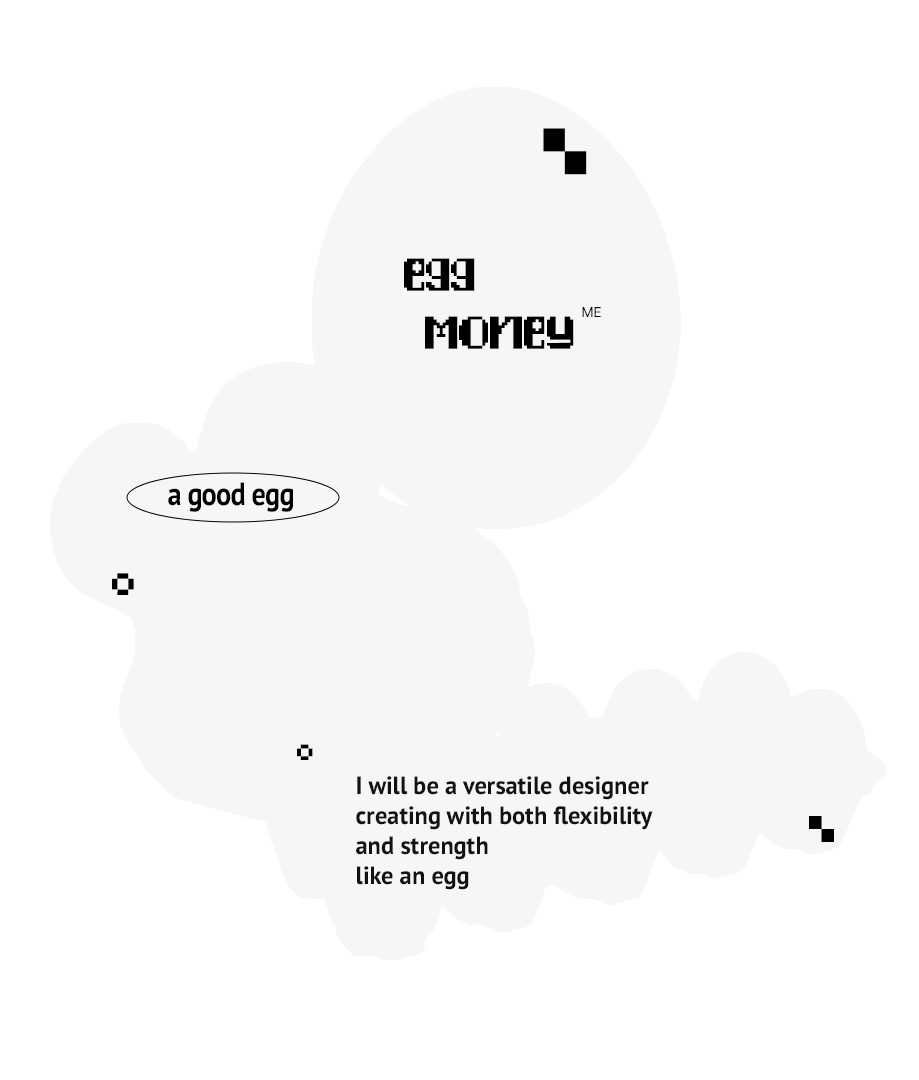 egg
money ME
a good egg
I will be a versatile designer
creating with both flexibility
and strength
like an egg